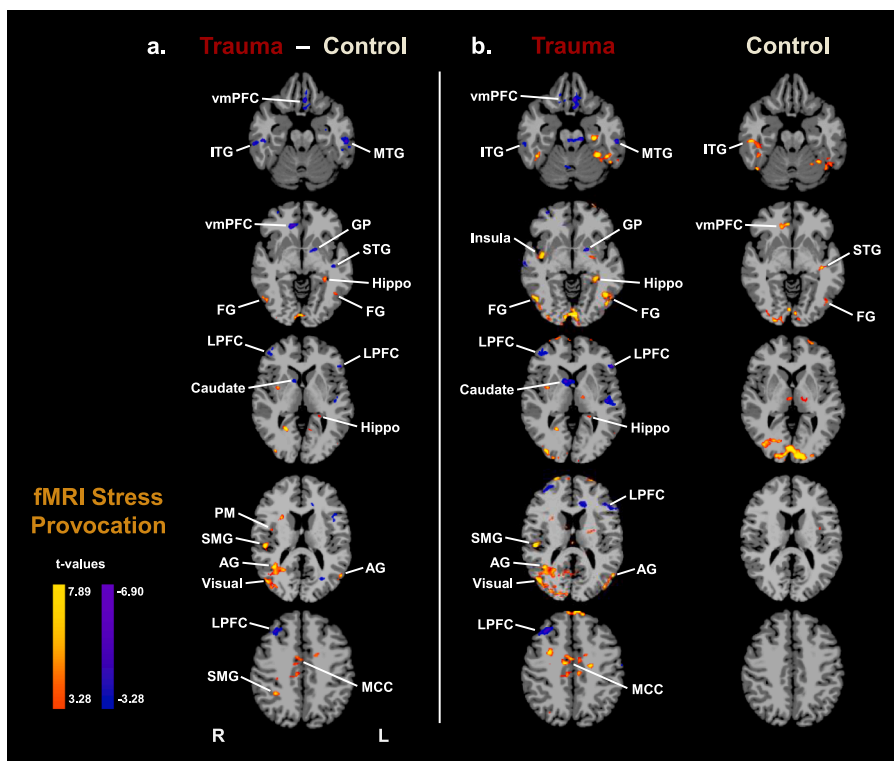 a. Trauma – Control
b. Trauma
Control
vmPFC
ITG
MTG
vmPFC
GP
STG
Hippo
FG
FG
LPFC
LPFC
Caudate
Hippo
PM
SMG
AG
Visual
AG
LPFC
SMG
MCC
R
L
vmPFC
ITG
MTG
Insula
GP
Hippo
FG
FG
LPFC
LPFC
Caudate
LPFC
SMG
AG
Visual
AG
LPFC
MCC
ITG
vmPFC
STG
FG
fMRI Stress
Provocation
t-values
7.89
-6.90
3.28
-3.28